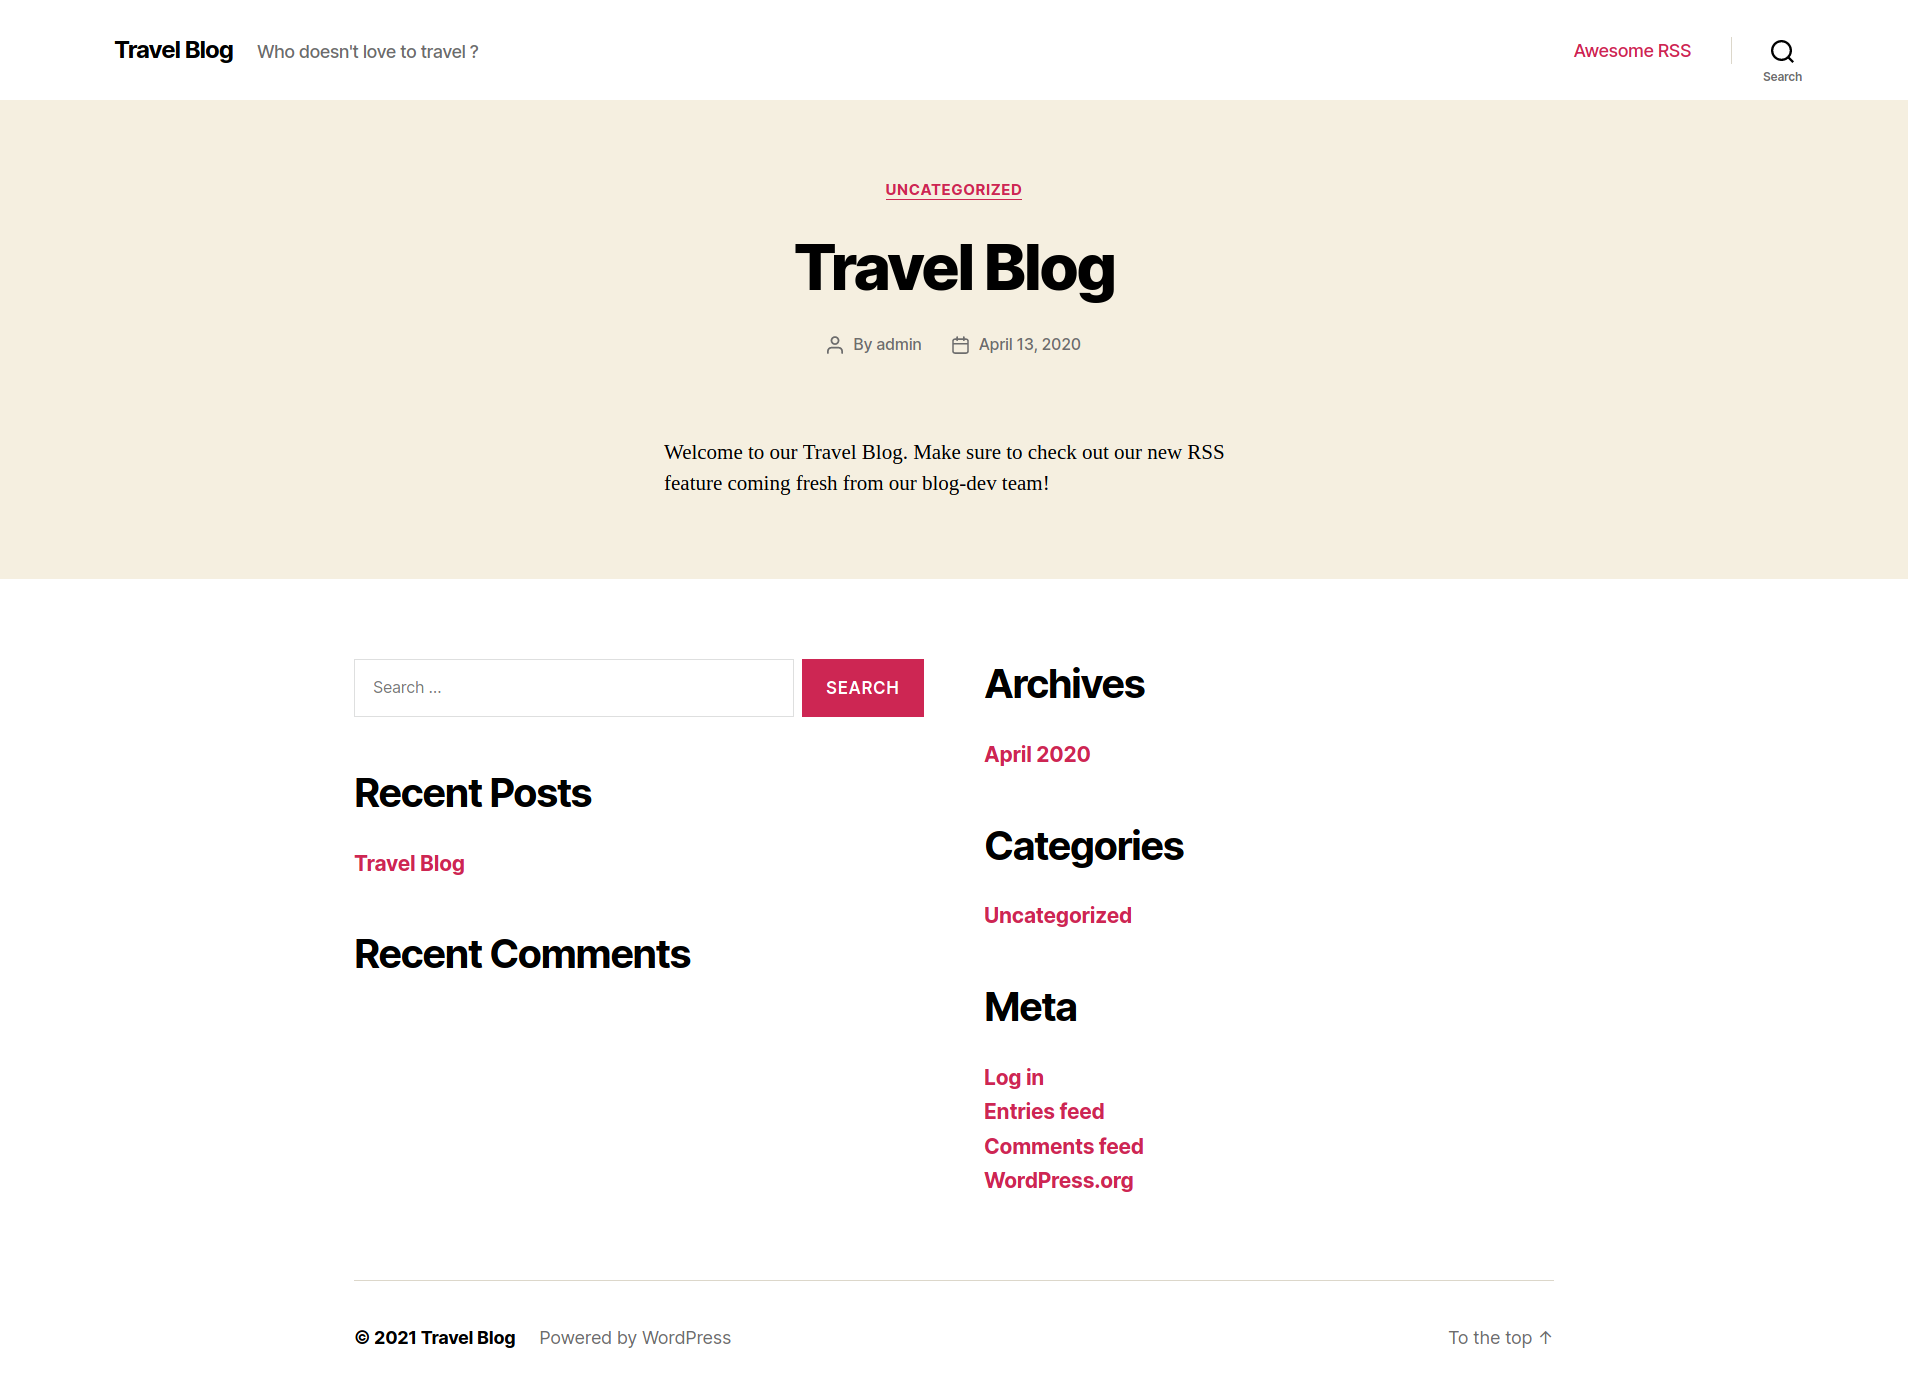 Travel Blog Who doesn't love to travel ? Awesome RSS
Search
UNCATEGORIZED
Travel Blog
By admin April 13, 2020
Welcome to our Travel Blog. Make sure to check out our new RSS
feature coming fresh from our blog-dev team!
Search …
SEARCH
Recent Posts
Travel Blog
Recent Comments
Archives
April 2020
Categories
Uncategorized
Meta
Log in
Entries feed
Comments feed
WordPress.org
© 2021 Travel Blog Powered by WordPress To the top ↑